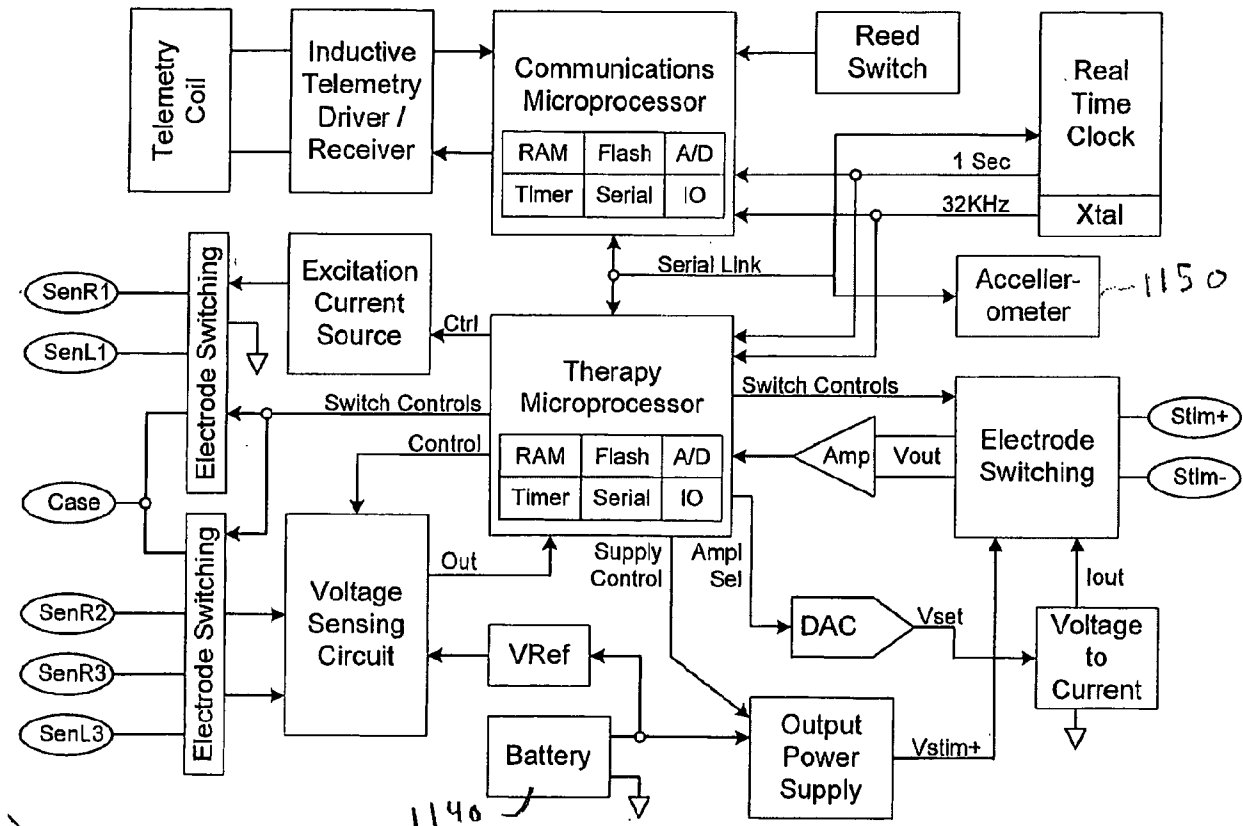 Telemetry
Coil
Inductive
Telemetry
Driver /
Receiver
Communications
Microprocessor
RAM Flash A/D
Timer Serial IO
Reed
Switch
Real
Time
Clock
Xtal
1 Sec
32KHz
Serial Link
Acceller-
ometer
1150
SenR1
SenL1
Electrode Switching
Excitation
Current
Source
Ctrl
Switch Controls
Control
Therapy
Microprocessor
RAM Flash A/D
Timer Serial IO
Switch Controls
Amp
Vout
Electrode
Switching
Stim+
Stim-
Case
SenR2
SenR3
SenL3
Electrode Switching
Voltage
Sensing
Circuit
Out
Supply
Control
Ampl
Sel
VRef
DAC
Vset
Iout
Voltage
to
Current
Battery
1140
Output
Power
Supply
Vstim+